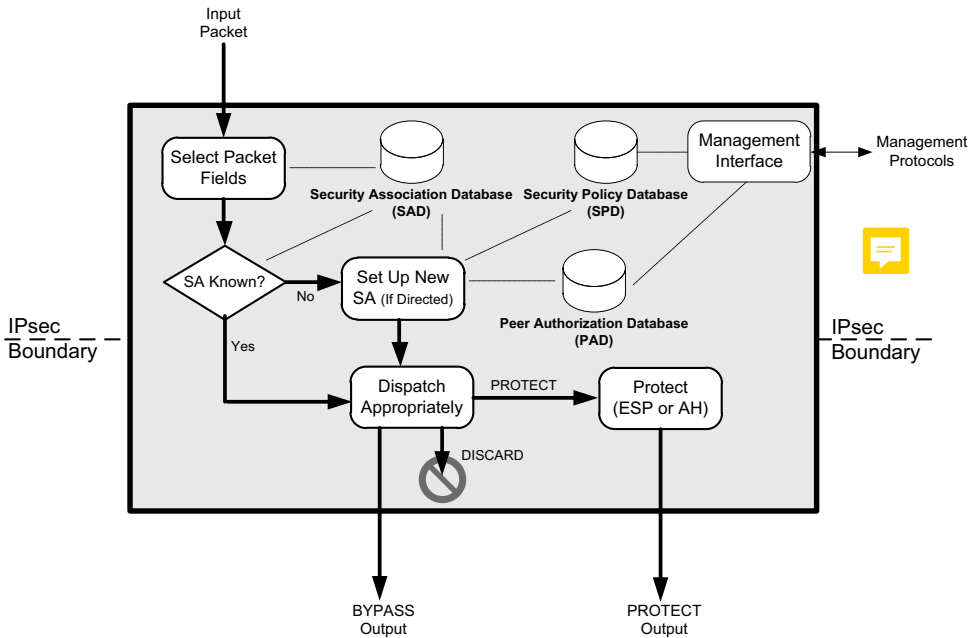 Input
Packet
Select Packet
Fields
Security Association Database
(SAD)
Security Policy Database
(SPD)
Management
Interface
Management
Protocols
SA Known?
No
Set Up New
SA (If Directed)
Peer Authorization Database
(PAD)
IPsec
Boundary
IPsec
Boundary
Yes
Dispatch
Appropriately
PROTECT
Protect
(ESP or AH)
DISCARD
BYPASS
Output
PROTECT
Output